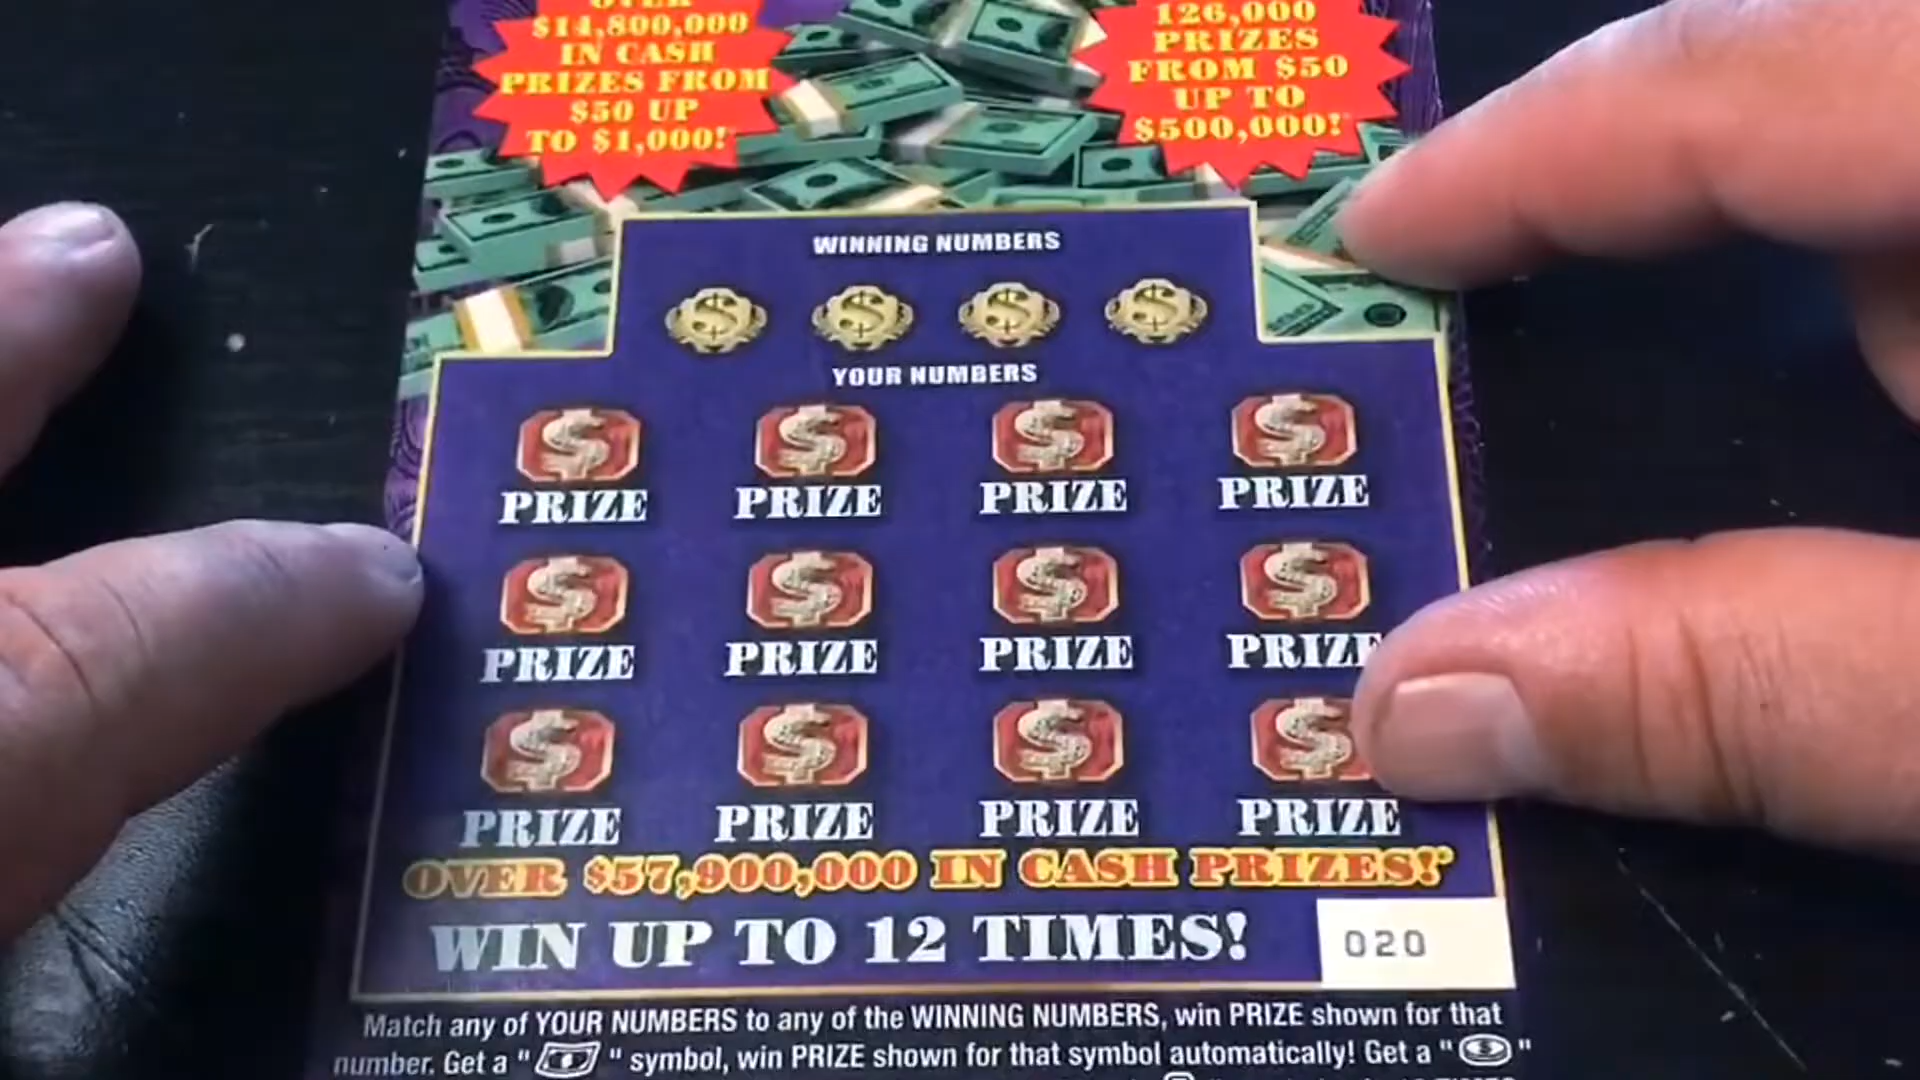 OVER
$14,800,000
IN CASH
PRIZES FROM
$50 UP
TO $1,000!
126,000
PRIZES
FROM $50
UP TO
$500,000!
WINNING NUMBERS
YOUR NUMBERS
PRIZE PRIZE PRIZE PRIZE
PRIZE PRIZE PRIZE PRIZE
PRIZE PRIZE PRIZE PRIZE
OVER $57,900,000 IN CASH PRIZES!*
WIN UP TO 12 TIMES!
020
Match any of YOUR NUMBERS to any of the WINNING NUMBERS, win PRIZE shown for that
number. Get a " " symbol, win PRIZE shown for that symbol automatically! Get a " "